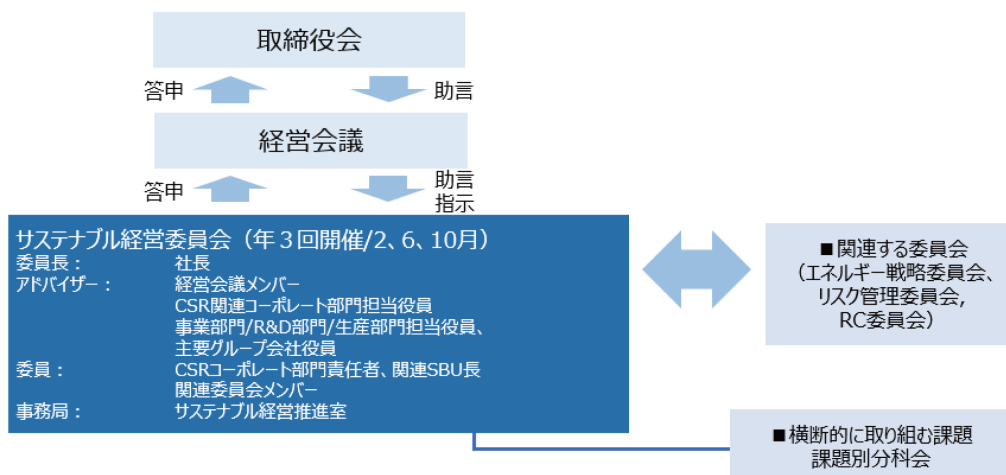 取締役会
答申
助言
経営会議
答申
助言
指示
サステナブル経営委員会（年３回開催/2、6、10月）
委員長： 社長
アドバイザー： 経営会議メンバー
CSR関連コーポレート部門担当役員
事業部門/R&D部門/生産部門担当役員、
主要グループ会社役員
委員： CSRコーポレート部門責任者、関連SBU長
関連委員会メンバー
事務局： サステナブル経営推進室
■関連する委員会
（エネルギー戦略委員会、
リスク管理委員会,
RC委員会）
■横断的に取り組む課題
課題別分科会